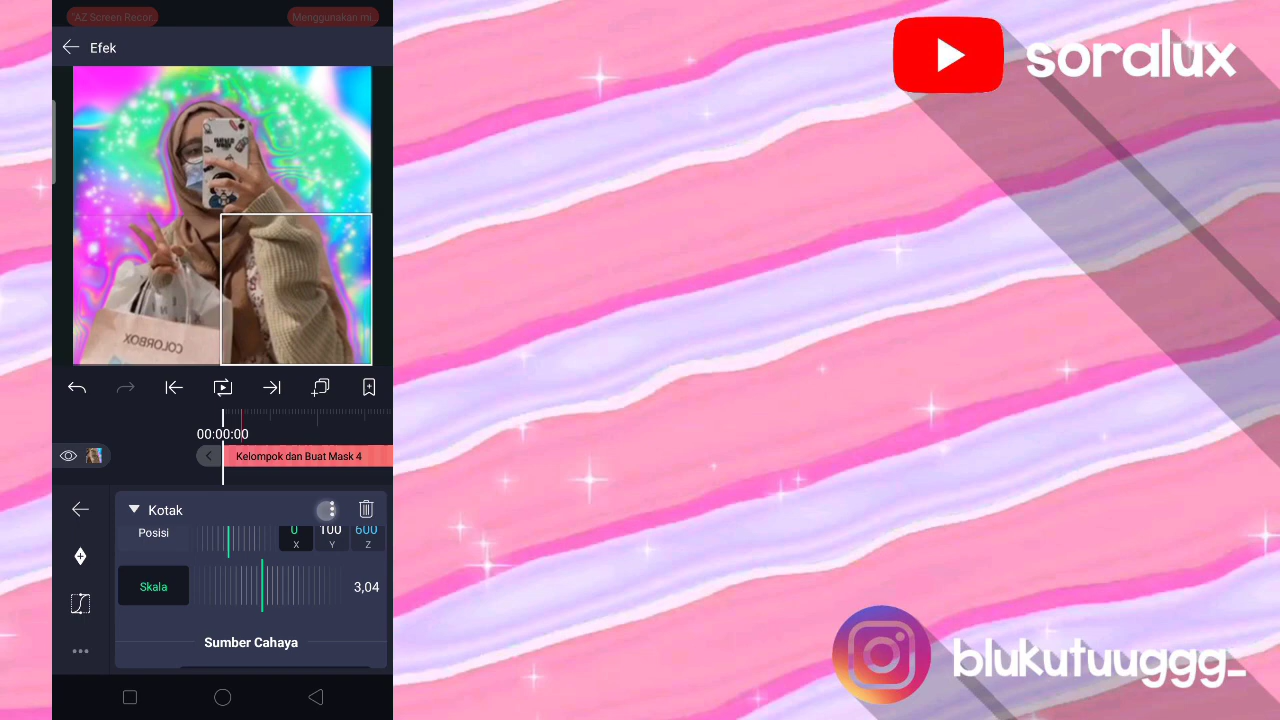 "AZ Screen Recor..
Menggunakan mi..
Efek
COLORBOX
00:00:00
Kelompok dan Buat Mask 4
Kotak
Posisi
0 100 600
X Y Z
Skala
3,04
Sumber Cahaya
soralux
blukutuuggg_